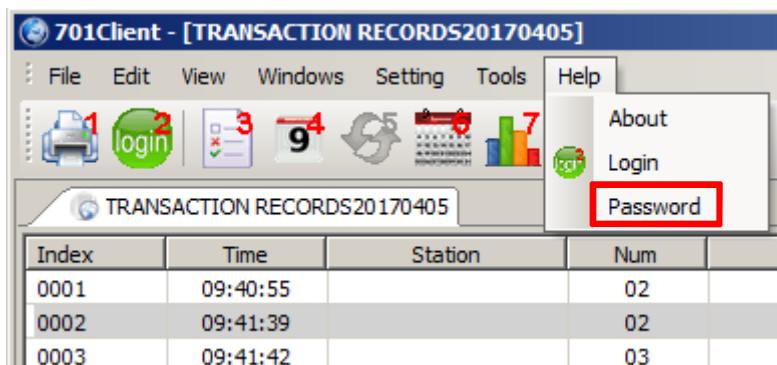 701Client - [TRANSACTION RECORDS20170405]
File Edit View Windows Setting Tools Help
1 login 2 3 9 4 5 6 7
About
login 2 Login
Password
TRANSACTION RECORDS20170405
Index Time Station Num
0001 09:40:55 02
0002 09:41:39 02
0003 09:41:42 03